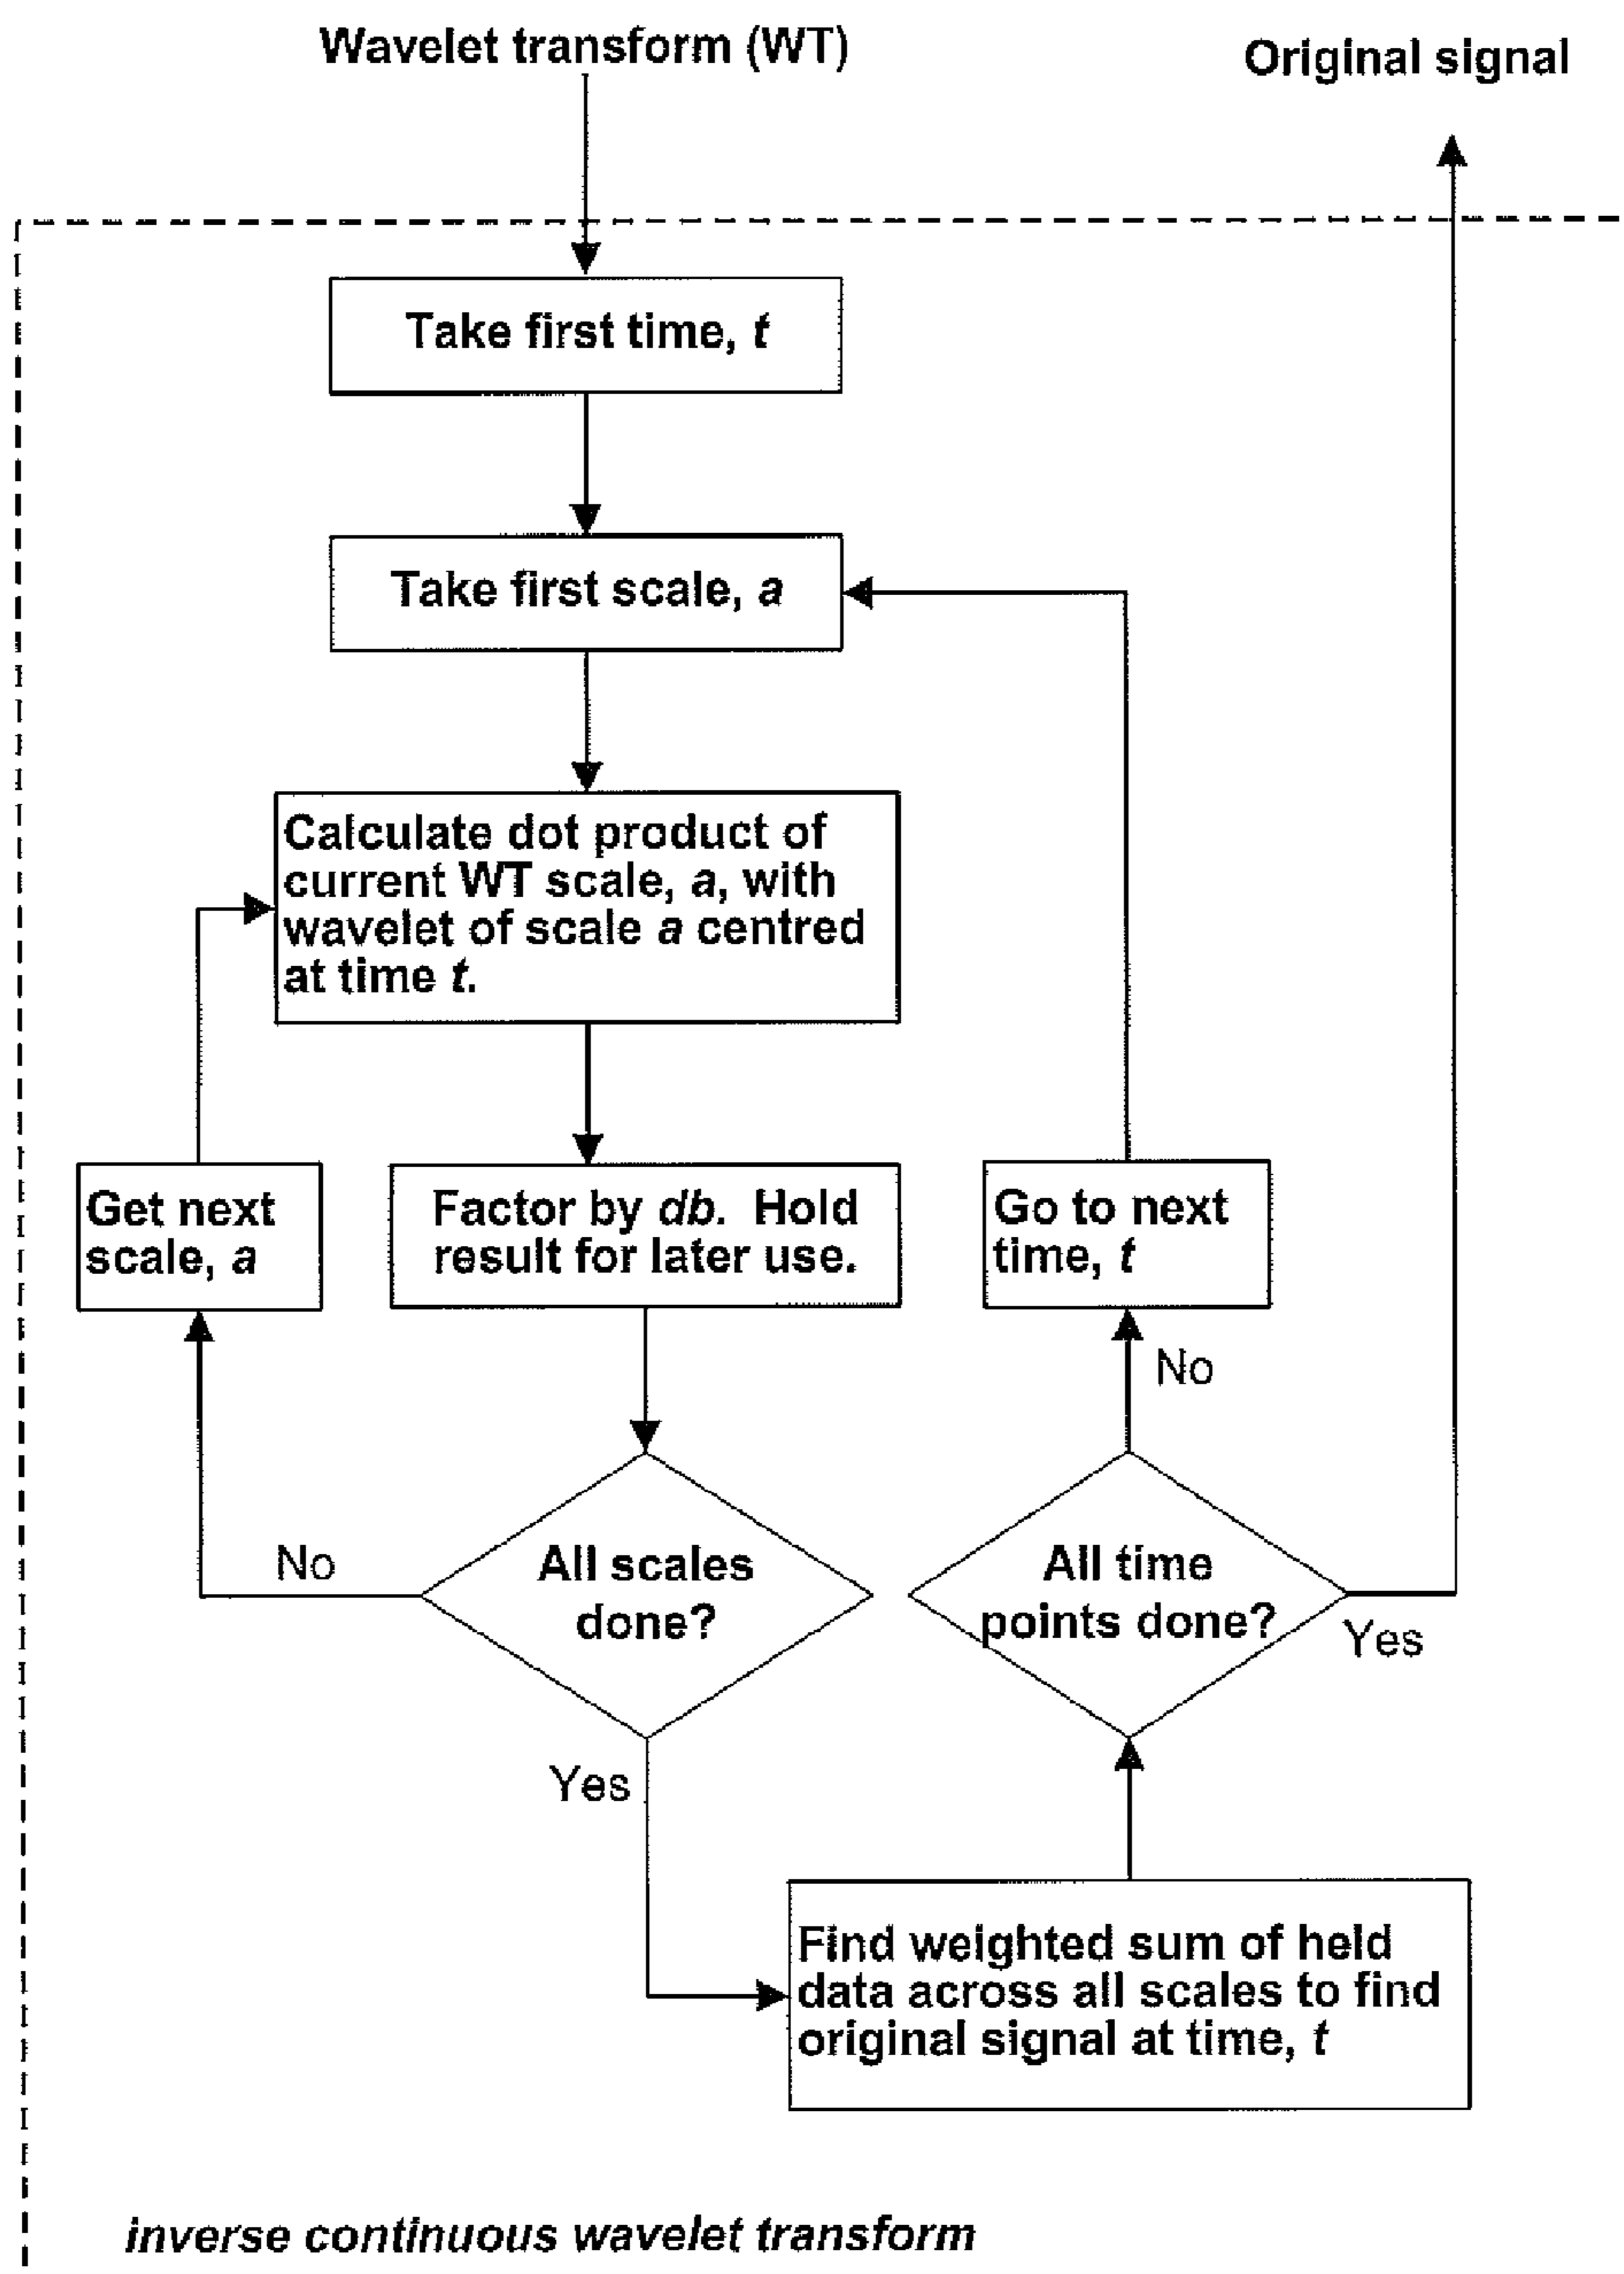 Wavelet transform (WT)
Original signal
Take first time, t
Take first scale, a
Calculate dot product of
current WT scale, a, with
wavelet of scale a centred
at time t.
Get next
scale, a
Factor by db. Hold
result for later use.
Go to next
time, t
No
No
All scales
done?
All time
points done?
Yes
Yes
Find weighted sum of held
data across all scales to find
original signal at time, t
inverse continuous wavelet transform